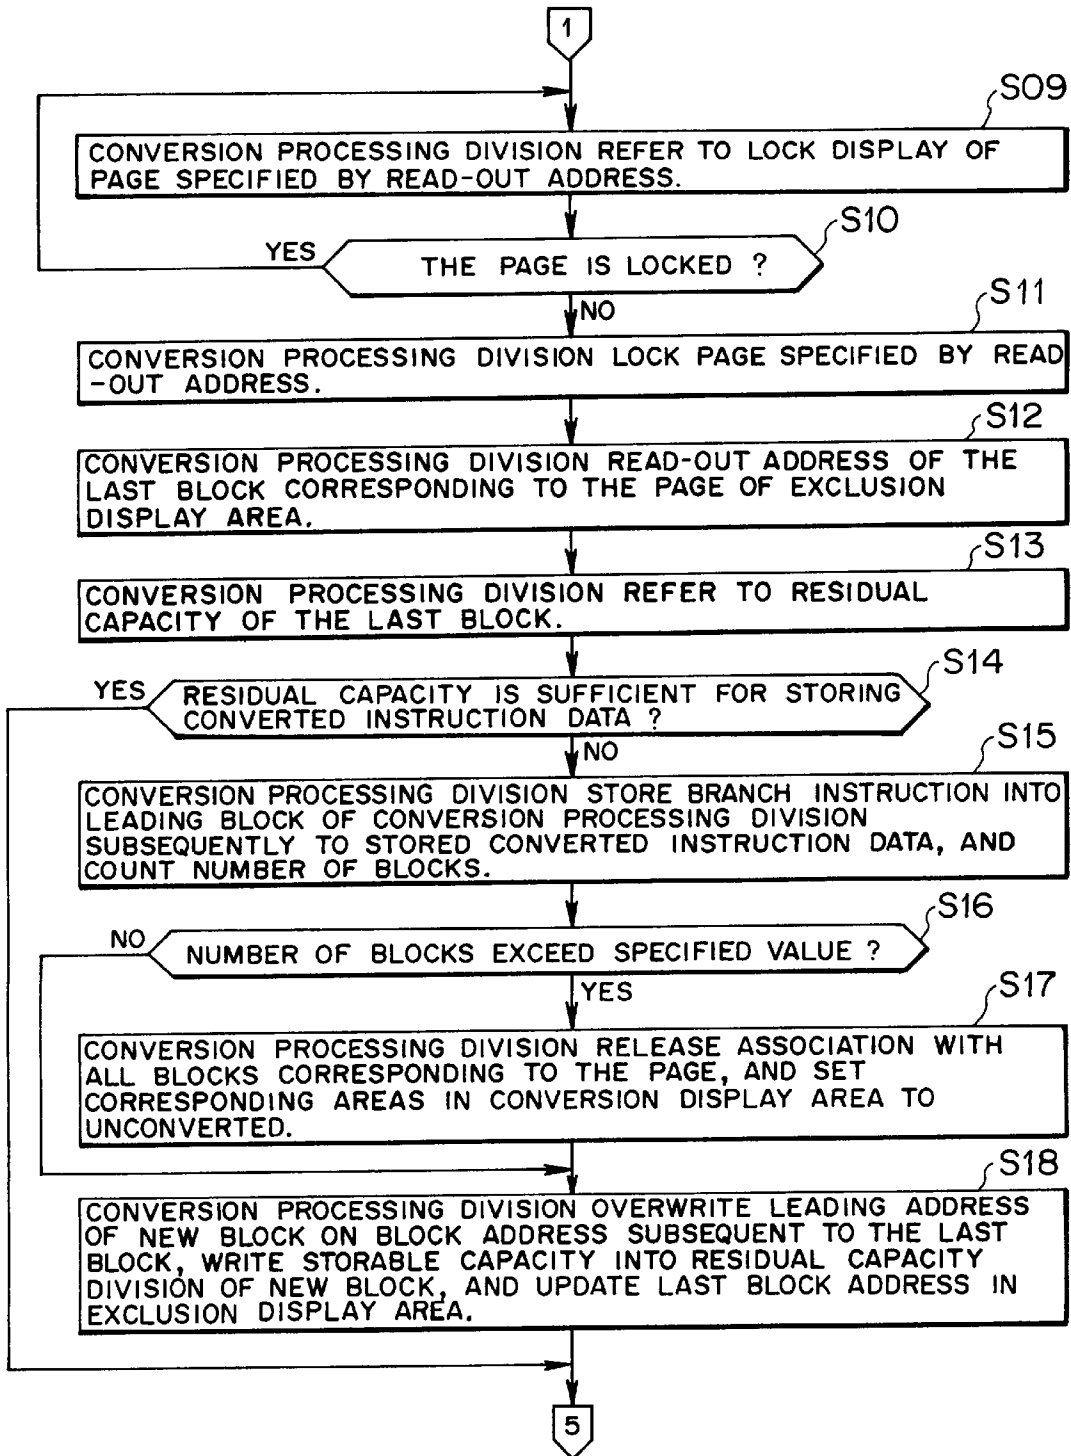 1
S09
CONVERSION PROCESSING DIVISION REFER TO LOCK DISPLAY OF
PAGE SPECIFIED BY READ-OUT ADDRESS.
S10
YES
THE PAGE IS LOCKED ?
NO
S11
CONVERSION PROCESSING DIVISION LOCK PAGE SPECIFIED BY READ
-OUT ADDRESS.
S12
CONVERSION PROCESSING DIVISION READ-OUT ADDRESS OF THE
LAST BLOCK CORRESPONDING TO THE PAGE OF EXCLUSION
DISPLAY AREA.
S13
CONVERSION PROCESSING DIVISION REFER TO RESIDUAL
CAPACITY OF THE LAST BLOCK.
S14
YES
RESIDUAL CAPACITY IS SUFFICIENT FOR STORING
CONVERTED INSTRUCTION DATA ?
NO
S15
CONVERSION PROCESSING DIVISION STORE BRANCH INSTRUCTION INTO
LEADING BLOCK OF CONVERSION PROCESSING DIVISION
SUBSEQUENTLY TO STORED CONVERTED INSTRUCTION DATA, AND
COUNT NUMBER OF BLOCKS.
S16
NO
NUMBER OF BLOCKS EXCEED SPECIFIED VALUE ?
YES
S17
CONVERSION PROCESSING DIVISION RELEASE ASSOCIATION WITH
ALL BLOCKS CORRESPONDING TO THE PAGE, AND SET
CORRESPONDING AREAS IN CONVERSION DISPLAY AREA TO
UNCONVERTED.
S18
CONVERSION PROCESSING DIVISION OVERWRITE LEADING ADDRESS
OF NEW BLOCK ON BLOCK ADDRESS SUBSEQUENT TO THE LAST
BLOCK, WRITE STORABLE CAPACITY INTO RESIDUAL CAPACITY
DIVISION OF NEW BLOCK, AND UPDATE LAST BLOCK ADDRESS IN
EXCLUSION DISPLAY AREA.
5